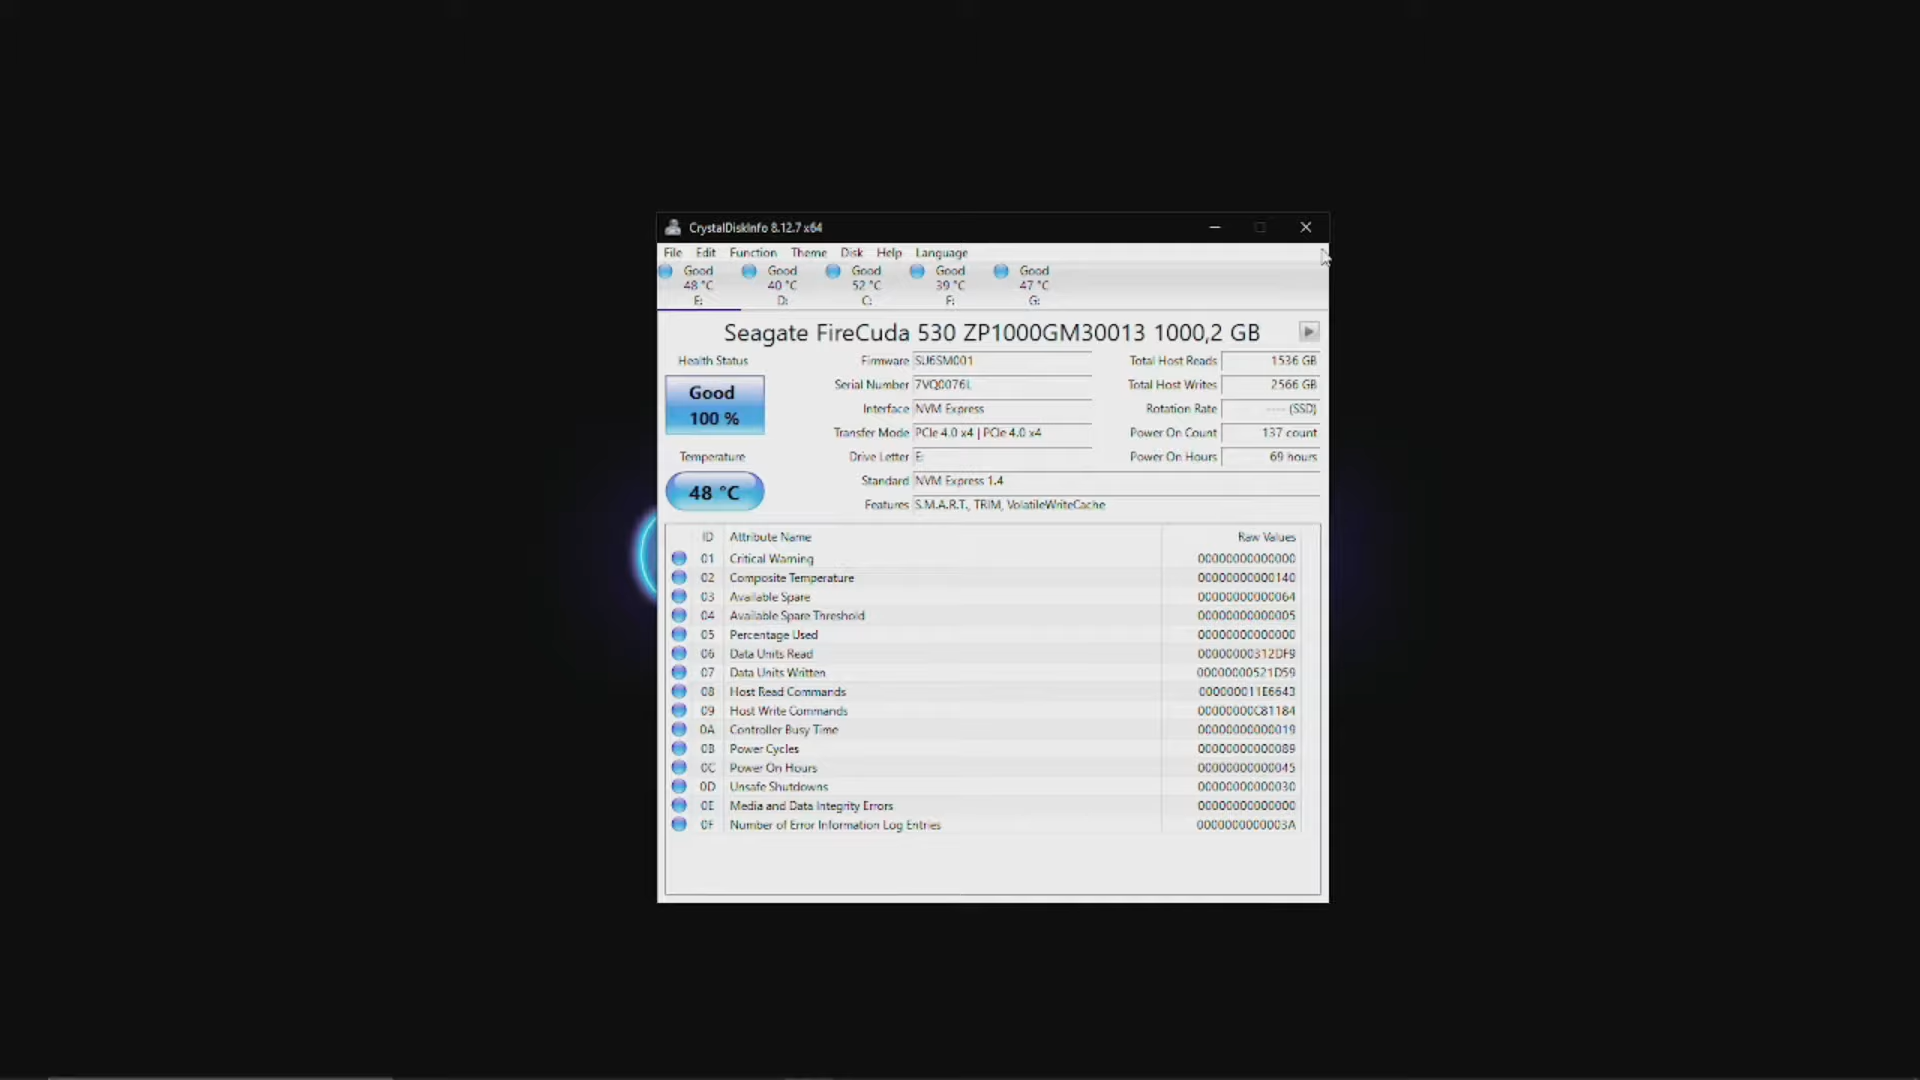 CrystalDiskInfo 8.12.7 x64
File Edit Function Theme Disk Help Language
Good Good Good Good Good
48 °C 40 °C 52 °C 39 °C 47 °C
E: D: C: F: G:
Seagate FireCuda 530 ZP1000GM30013 1000,2 GB
Health Status
Good
100 %
Temperature
48 °C
Firmware SU6SM001
Serial Number 7VQ0076L
Interface NVM Express
Transfer Mode PCIe 4.0 x4 | PCIe 4.0 x4
Drive Letter E:
Standard NVM Express 1.4
Features S.M.A.R.T., TRIM, VolatileWriteCache
Total Host Reads 1536 GB
Total Host Writes 2566 GB
Rotation Rate ---- (SSD)
Power On Count 137 count
Power On Hours 69 hours
ID Attribute Name Raw Values
01 Critical Warning 00000000000000
02 Composite Temperature 00000000000140
03 Available Spare 00000000000064
04 Available Spare Threshold 00000000000005
05 Percentage Used 00000000000000
06 Data Units Read 00000000312DF9
07 Data Units Written 00000000521D59
08 Host Read Commands 000000011E6643
09 Host Write Commands 00000000C81184
0A Controller Busy Time 00000000000019
0B Power Cycles 00000000000089
0C Power On Hours 00000000000045
0D Unsafe Shutdowns 00000000000030
0E Media and Data Integrity Errors 00000000000000
0F Number of Error Information Log Entries 0000000000003A